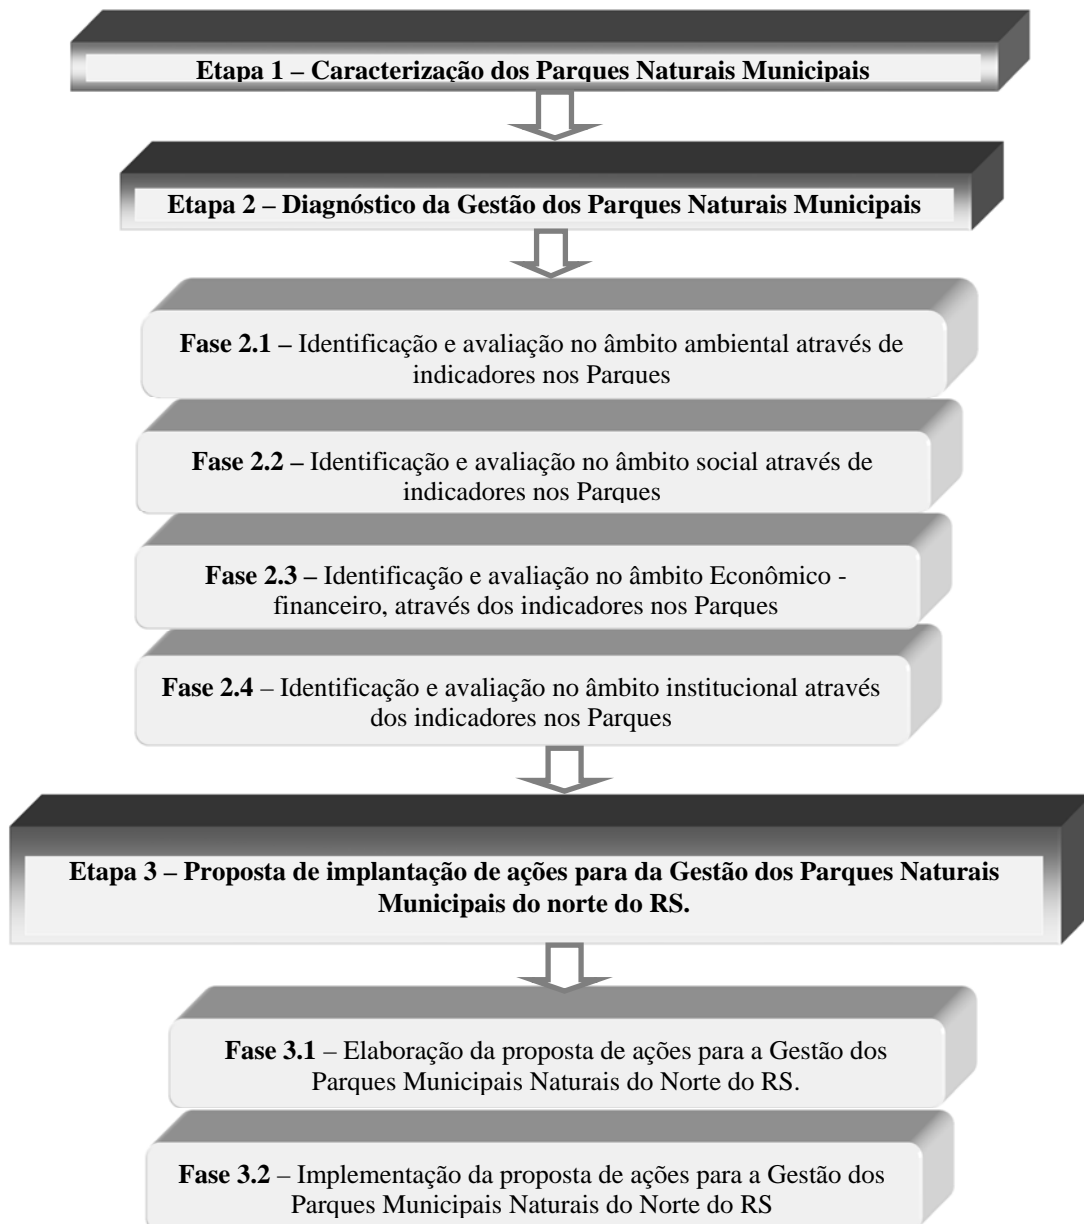 Etapa 1 – Caracterização dos Parques Naturais Municipais
Etapa 2 – Diagnóstico da Gestão dos Parques Naturais Municipais
Fase 2.1 – Identificação e avaliação no âmbito ambiental através de
indicadores nos Parques
Fase 2.2 – Identificação e avaliação no âmbito social através de
indicadores nos Parques
Fase 2.3 – Identificação e avaliação no âmbito Econômico -
financeiro, através dos indicadores nos Parques
Fase 2.4 – Identificação e avaliação no âmbito institucional através
dos indicadores nos Parques
Etapa 3 – Proposta de implantação de ações para da Gestão dos Parques Naturais
Municipais do norte do RS.
Fase 3.1 – Elaboração da proposta de ações para a Gestão dos
Parques Municipais Naturais do Norte do RS.
Fase 3.2 – Implementação da proposta de ações para a Gestão dos
Parques Municipais Naturais do Norte do RS